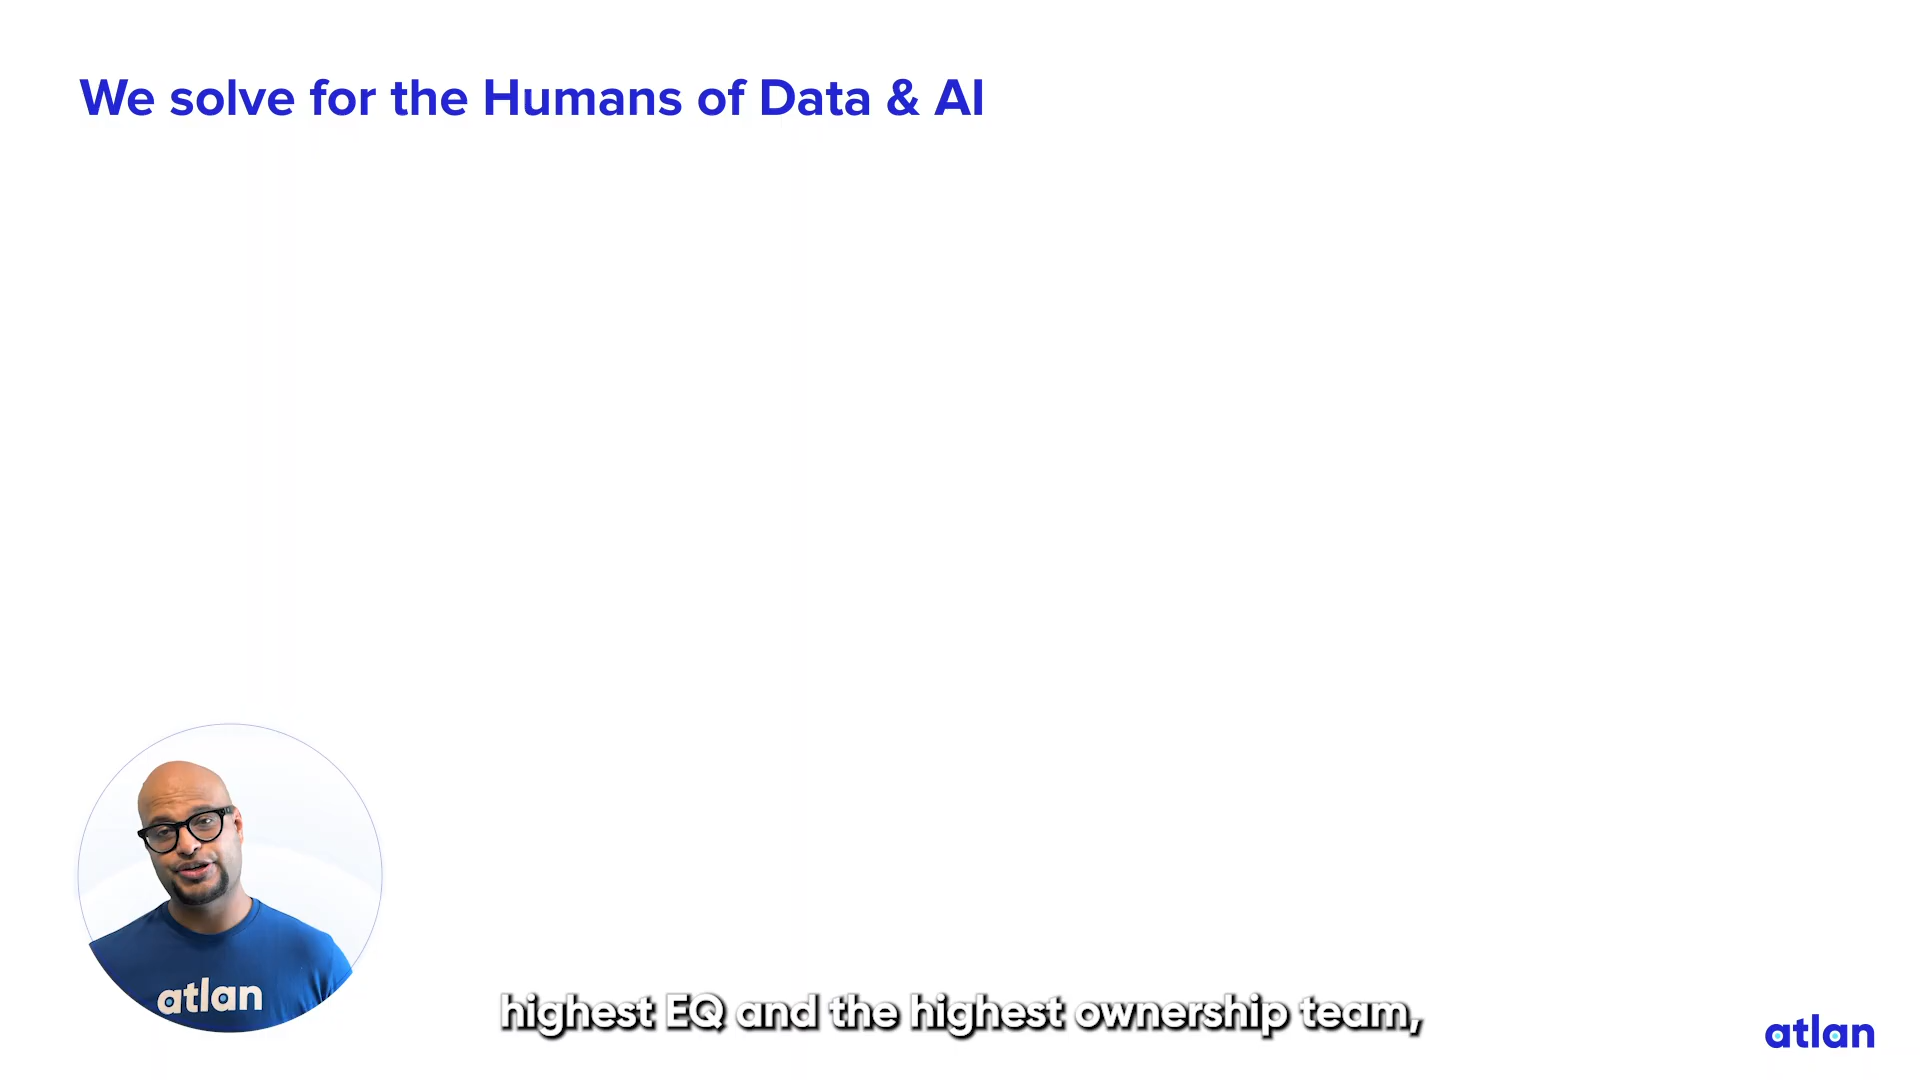 We solve for the Humans of Data & AI
atlan
highest EQ and the highest ownership team,
atlan